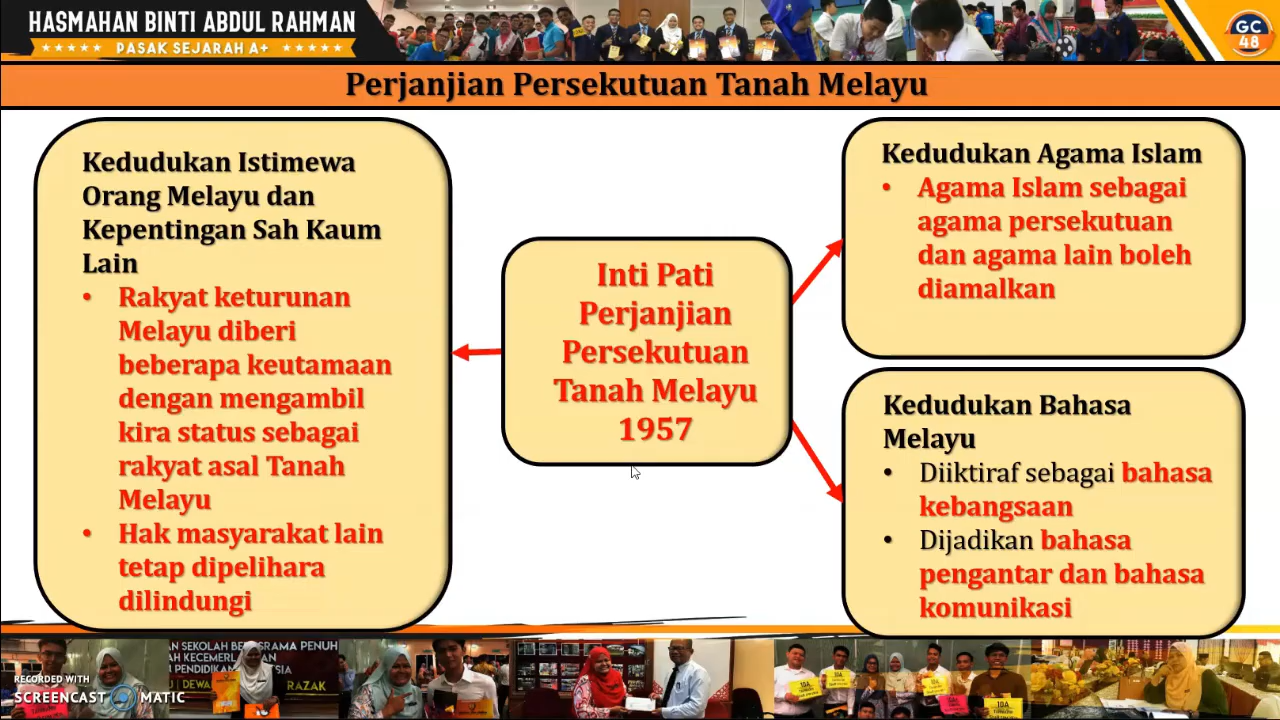 HASMAHAN BINTI ABDUL RAHMAN
PASAK SEJARAH A+
GC
48
Perjanjian Persekutuan Tanah Melayu
Kedudukan Istimewa
Orang Melayu dan
Kepentingan Sah Kaum
Lain
• Rakyat keturunan
Melayu diberi
beberapa keutamaan
dengan mengambil
kira status sebagai
rakyat asal Tanah
Melayu
• Hak masyarakat lain
tetap dipelihara
dilindungi
Inti Pati
Perjanjian
Persekutuan
Tanah Melayu
1957
Kedudukan Agama Islam
• Agama Islam sebagai
agama persekutuan
dan agama lain boleh
diamalkan
Kedudukan Bahasa
Melayu
• Diiktiraf sebagai bahasa
kebangsaan
• Dijadikan bahasa
pengantar dan bahasa
komunikasi
SEKOLAH PENUH
RAZAK
RECORDED WITH
SCREENCAST MATIC